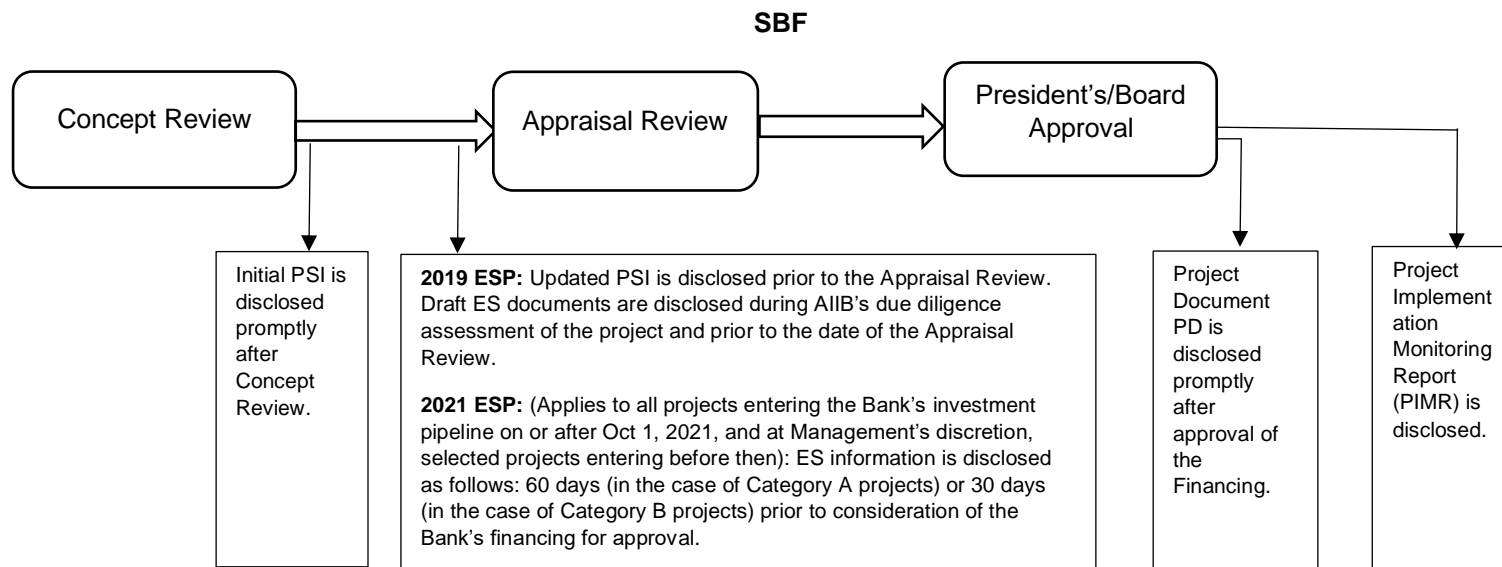 SBF
Concept Review
Appraisal Review
President’s/Board
Approval
Initial PSI is
disclosed
promptly
after
Concept
Review.
2019 ESP: Updated PSI is disclosed prior to the Appraisal Review.
Draft ES documents are disclosed during AIIB’s due diligence
assessment of the project and prior to the date of the Appraisal
Review.
2021 ESP: (Applies to all projects entering the Bank’s investment
pipeline on or after Oct 1, 2021, and at Management’s discretion,
selected projects entering before then): ES information is disclosed
as follows: 60 days (in the case of Category A projects) or 30 days
(in the case of Category B projects) prior to consideration of the
Bank’s financing for approval.
Project
Document
PD is
disclosed
promptly
after
approval of
the
Financing.
Project
Implement
ation
Monitoring
Report
(PIMR) is
disclosed.